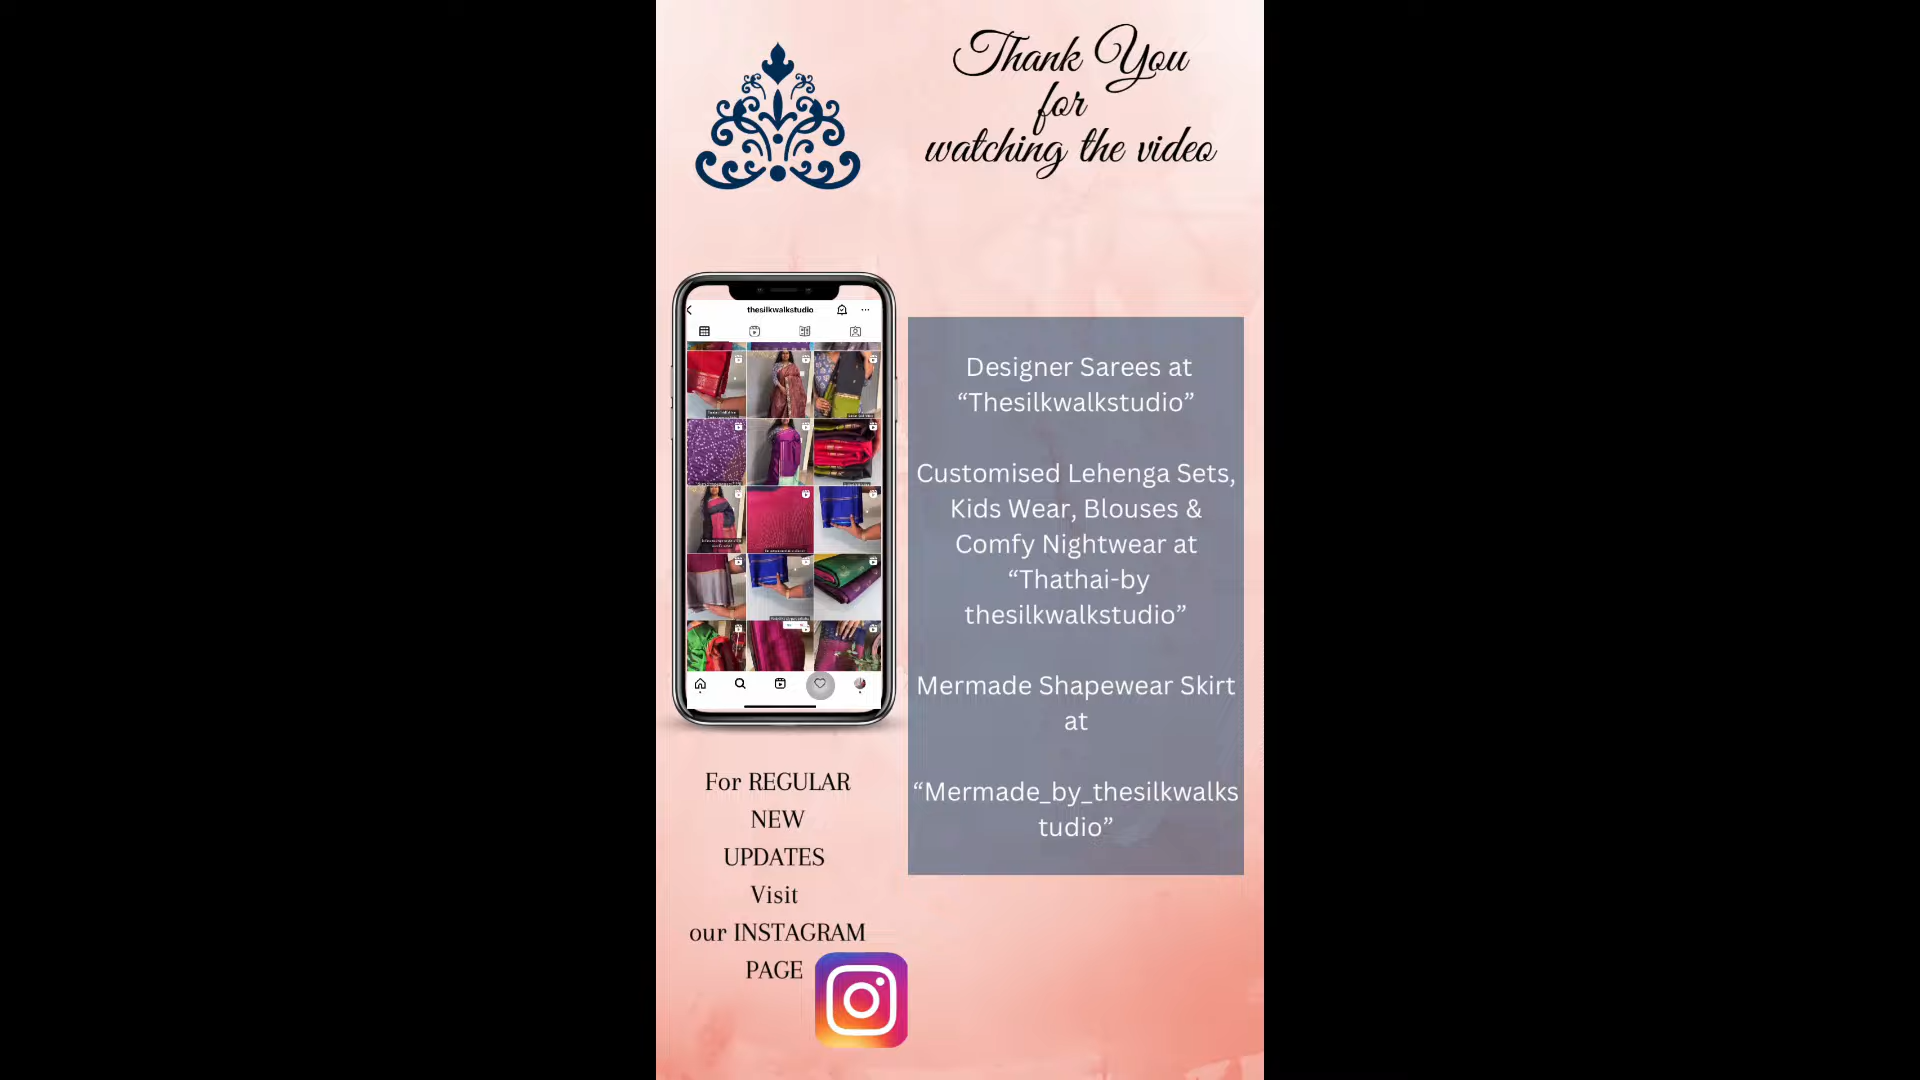 Thank You
for
watching the video
thesilkwalkstudio
Designer Sarees at
“Thesilkwalkstudio”
Customised Lehenga Sets,
Kids Wear, Blouses &
Comfy Nightwear at
“Thathai-by
thesilkwalkstudio”
Mermade Shapewear Skirt
at
“Mermade_by_thesilkwalks
tudio”
For REGULAR
NEW
UPDATES
Visit
our INSTAGRAM
PAGE